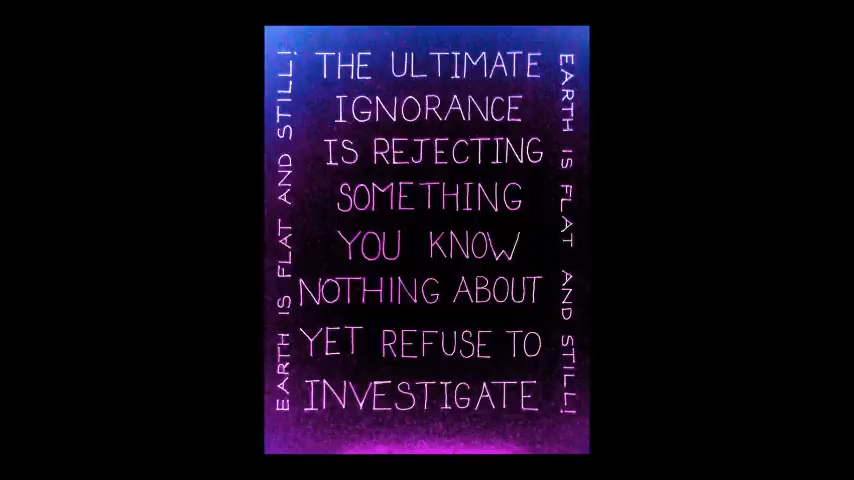 THE ULTIMATE
IGNORANCE
IS REJECTING
SOMETHING
YOU KNOW
NOTHING ABOUT
YET REFUSE TO
INVESTIGATE
EARTH IS FLAT AND STILL!
EARTH IS FLAT AND STILL!